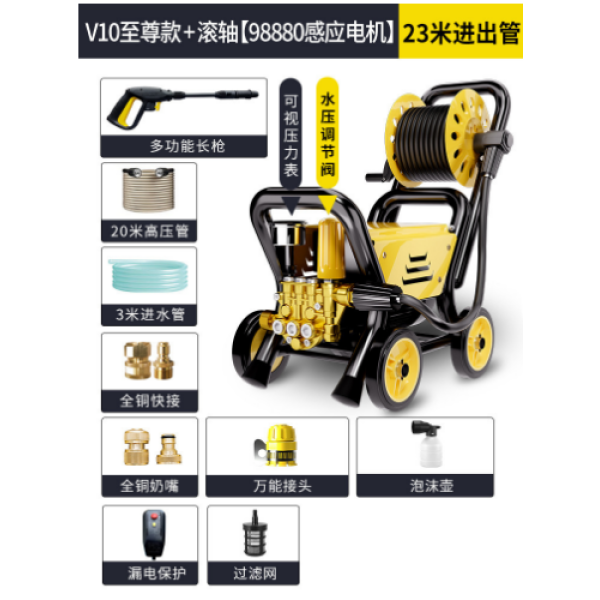 V10至尊款+滚轴【98880感应电机】
23米进出管
多功能长枪
可视压力表
水压调节阀
20米高压管
3米进水管
全铜快接
全铜奶嘴
万能接头
泡沫壶
漏电保护
过滤网